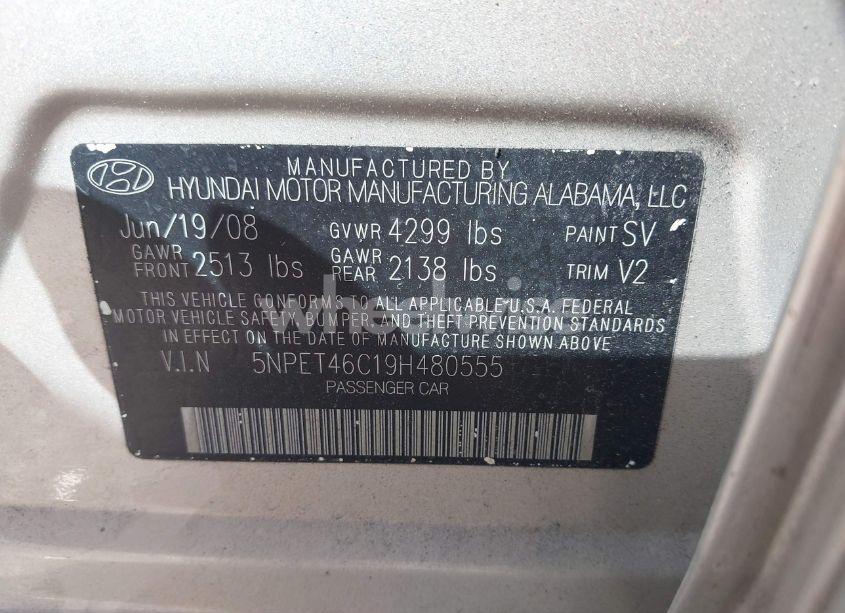 MANUFACTURED BY
HYUNDAI MOTOR MANUFACTURING ALABAMA, LLC
Jun/19/08 GVWR 4299 lbs PAINT SV
GAWR FRONT 2513 lbs GAWR REAR 2138 lbs TRIM V2
THIS VEHICLE CONFORMS TO ALL APPLICABLE U.S.A. FEDERAL
MOTOR VEHICLE SAFETY, BUMPER, AND THEFT PREVENTION STANDARDS
IN EFFECT ON THE DATE OF MANUFACTURE SHOWN ABOVE.
V.I.N 5NPET46C19H480555
PASSENGER CAR